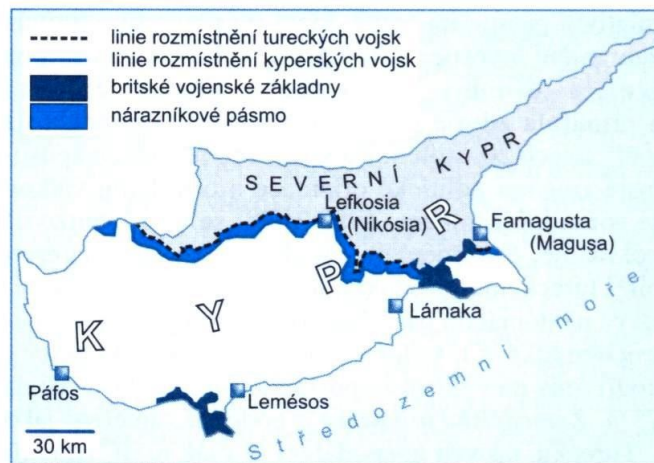 linie rozmístnění tureckých vojsk
linie rozmístnění kyperských vojsk
britské vojenské základny
nárazníkové pásmo
SEVERNÍ KYPR
Lefkosia
(Nikósia)
Famagusta
(Maguşa)
KYPR
Lárnaka
Páfos
Lemésos
Středozemní moře
30 km